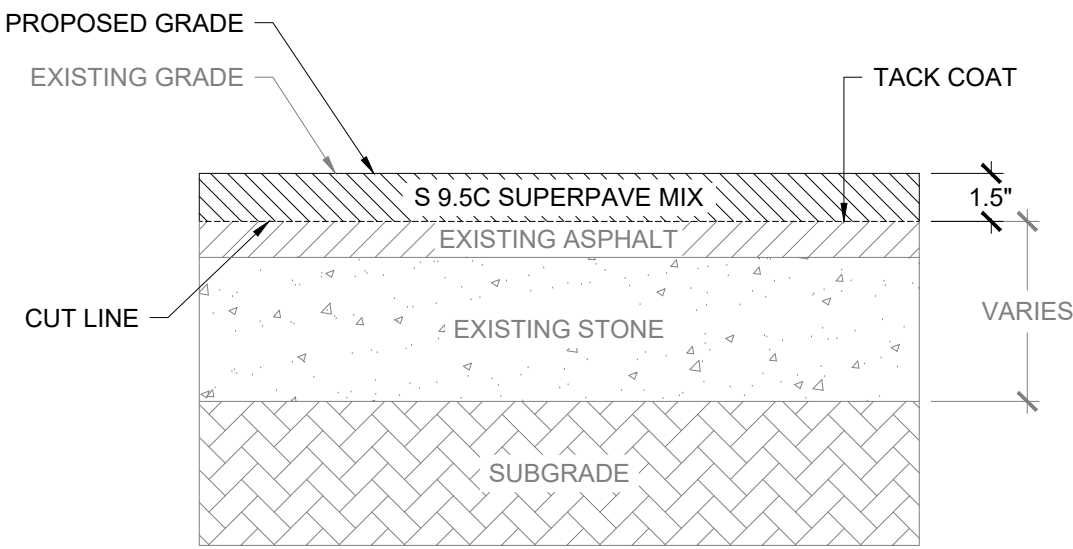 PROPOSED GRADE
EXISTING GRADE
TACK COAT
S 9.5C SUPERPAVE MIX
1.5"
EXISTING ASPHALT
VARIES
CUT LINE
EXISTING STONE
SUBGRADE